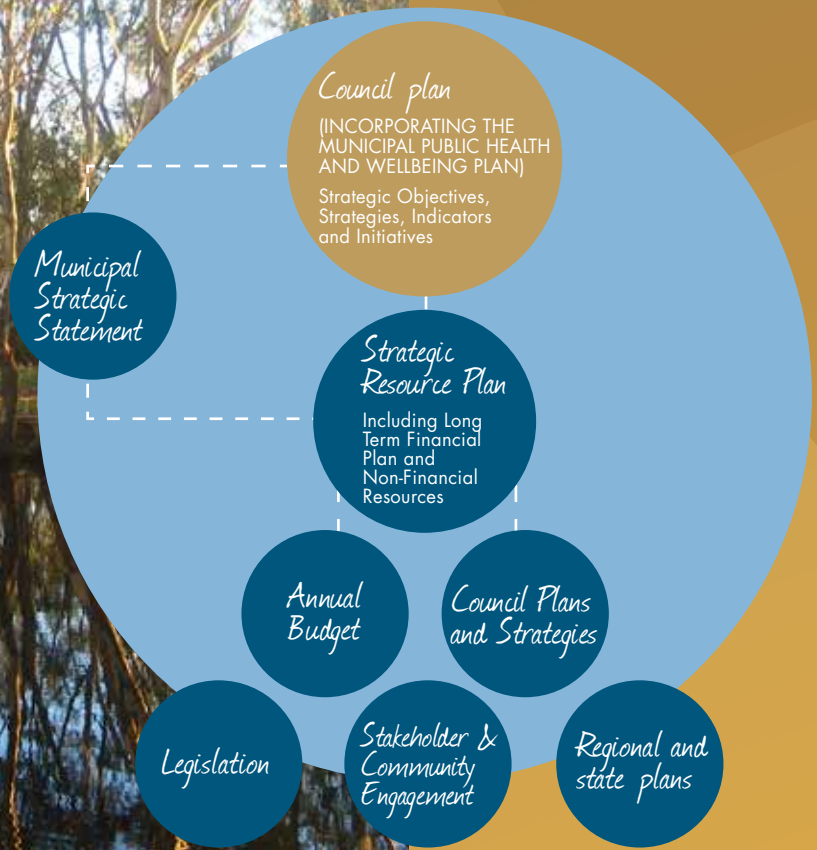 Council plan
(INCORPORATING THE
MUNICIPAL PUBLIC HEALTH
AND WELLBEING PLAN)
Strategic Objectives,
Strategies, Indicators
and Initiatives
Municipal
Strategic
Statement
Strategic
Resource Plan
Including Long
Term Financial
Plan and
Non-Financial
Resources
Annual
Budget
Council Plans
and Strategies
Legislation
Stakeholder &
Community
Engagement
Regional and
state plans